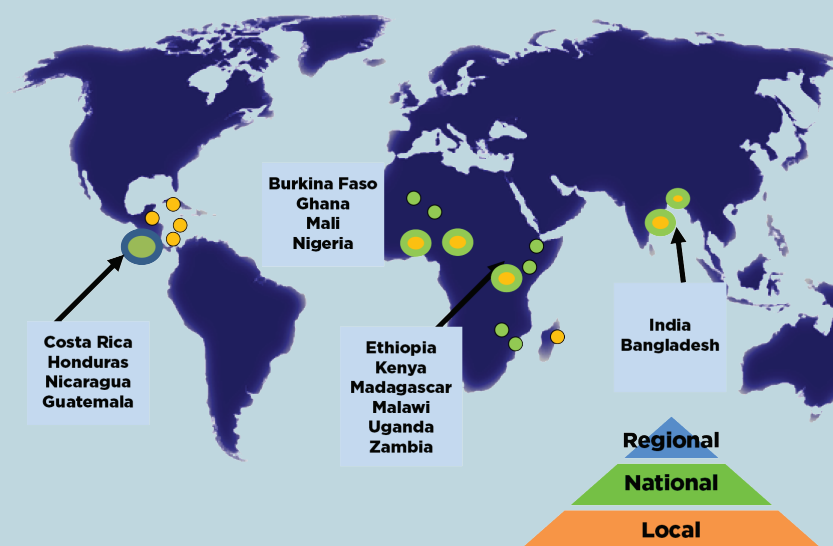 Burkina Faso
Ghana
Mali
Nigeria
Costa Rica
Honduras
Nicaragua
Guatemala
Ethiopia
Kenya
Madagascar
Malawi
Uganda
Zambia
India
Bangladesh
Regional
National
Local